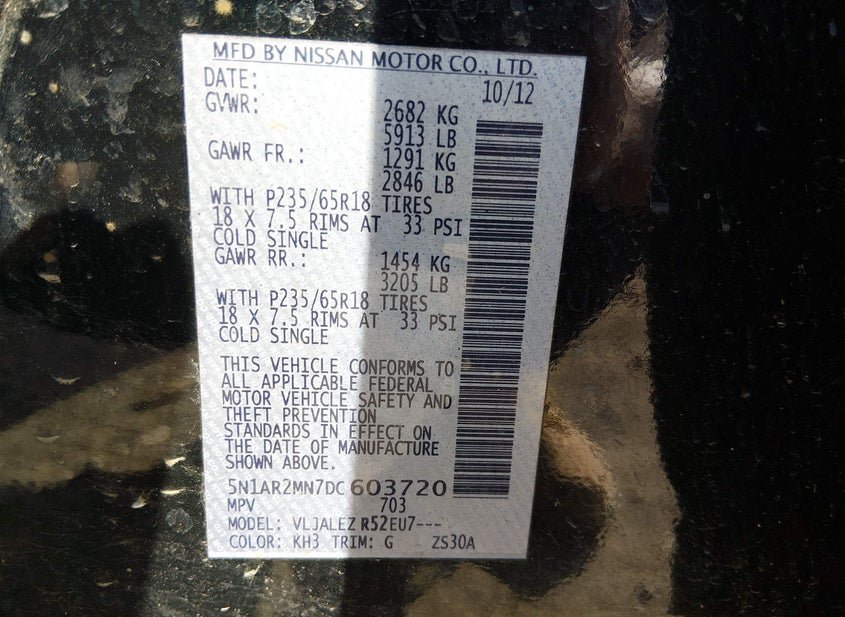 MFD BY NISSAN MOTOR CO., LTD.
DATE: 10/12
GVWR: 2682 KG
5913 LB
GAWR FR.: 1291 KG
2846 LB
WITH P235/65R18 TIRES
18 X 7.5 RIMS AT 33 PSI
COLD SINGLE
GAWR RR.: 1454 KG
3205 LB
WITH P235/65R18 TIRES
18 X 7.5 RIMS AT 33 PSI
COLD SINGLE
THIS VEHICLE CONFORMS TO
ALL APPLICABLE FEDERAL
MOTOR VEHICLE SAFETY AND
THEFT PREVENTION
STANDARDS IN EFFECT ON
THE DATE OF MANUFACTURE
SHOWN ABOVE.
5N1AR2MN7DC603720
MPV 703
MODEL: VLJALEZ R52EU7---
COLOR: KH3 TRIM: G ZS30A